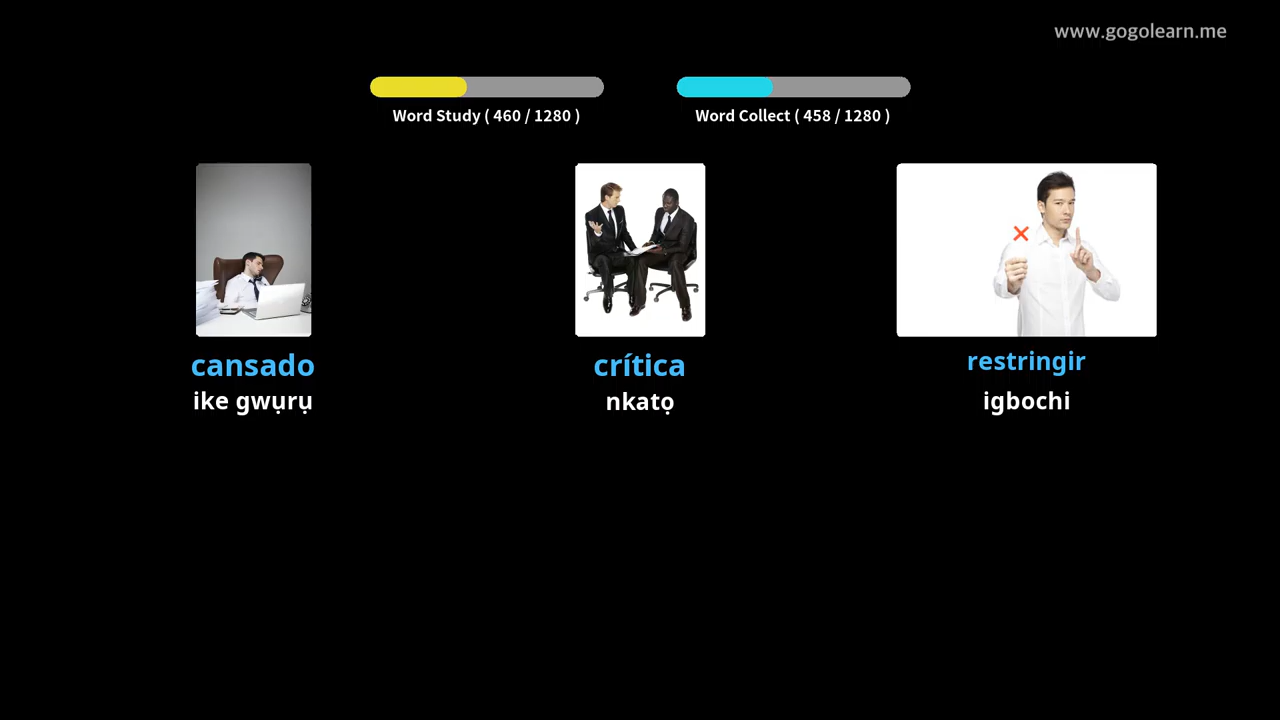 www.gogolearn.me
Word Study ( 460 / 1280 )
Word Collect ( 458 / 1280 )
cansado
ike gwụrụ
crítica
nkatọ
restringir
igbochi